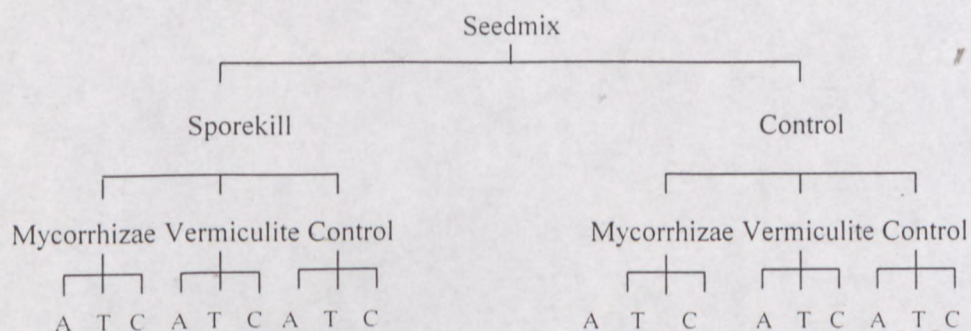 Seedmix
Sporekill Control
Mycorrhizae Vermiculite Control Mycorrhizae Vermiculite Control
A T C A T C A T C A T C A T C A T C